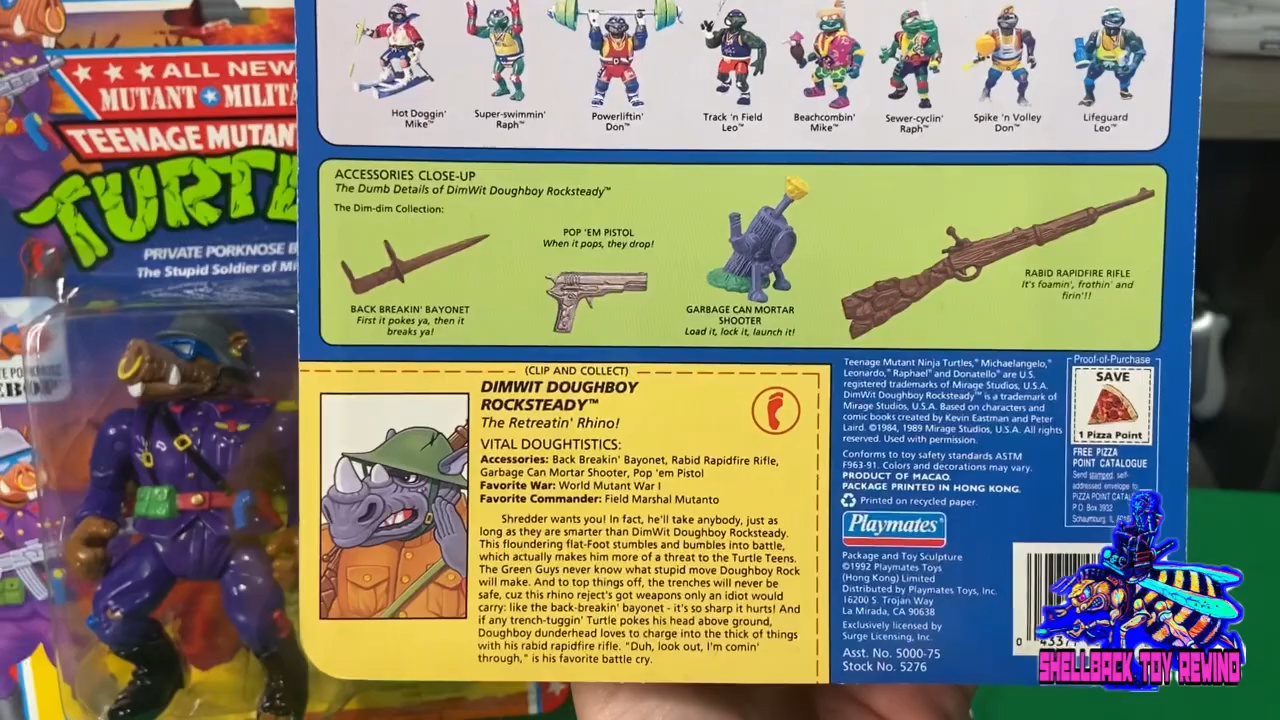 ALL NEW
MUTANT MILITA
TEENAGE MUTAN
TURTL
PRIVATE PORKNOSE B
The Stupid Soldier of Mi
Hot Doggin' Mike™
Super-swimmin' Raph™
Powerliftin' Don™
Track 'n Field Leo™
Beachcombin' Mike™
Sewer-cyclin' Raph™
Spike 'n Volley Don™
Lifeguard Leo™
ACCESSORIES CLOSE-UP
The Dumb Details of DimWit Doughboy Rocksteady™
The Dim-dim Collection:
BACK BREAKIN' BAYONET
First it pokes ya, then it
breaks ya!
POP 'EM PISTOL
When it pops, they drop!
GARBAGE CAN MORTAR
SHOOTER
Load it, lock it, launch it!
RABID RAPIDFIRE RIFLE
It's foamin', frothin' and
firin'!!
(CLIP AND COLLECT)
DIMWIT DOUGHBOY
ROCKSTEADY™
The Retreatin' Rhino!
VITAL DOUGHTISTICS:
Accessories: Back Breakin' Bayonet, Rabid Rapidfire Rifle,
Garbage Can Mortar Shooter, Pop 'em Pistol
Favorite War: World Mutant War I
Favorite Commander: Field Marshal Mutanto
Shredder wants you! In fact, he'll take anybody, just as
long as they are smarter than DimWit Doughboy Rocksteady.
This floundering flat-Foot stumbles and bumbles into battle,
which actually makes him more of a threat to the Turtle Teens.
The Green Guys never know what stupid move Doughboy Rock
will make. And to top things off, the trenches will never be
safe, cuz this rhino reject's got weapons only an idiot would
carry: like the back-breakin' bayonet - it's so sharp it hurts! And
if any trench-tuggin' Turtle pokes his head above ground,
Doughboy dunderhead loves to charge into the thick of things
with his rabid rapidfire rifle. "Duh, look out, I'm comin'
through," is his favorite battle cry.
Teenage Mutant Ninja Turtles,® Michaelangelo,®
Leonardo,® Raphael® and Donatello® are U.S.
registered trademarks of Mirage Studios, U.S.A.
DimWit Doughboy Rocksteady™ is a trademark of
Mirage Studios, U.S.A. Based on characters and
comic books created by Kevin Eastman and Peter
Laird. ©1984, 1989 Mirage Studios, U.S.A. All rights
reserved. Used with permission.
Conforms to toy safety standards ASTM
F963-91. Colors and decorations may vary.
PRODUCT OF MACAO.
PACKAGE PRINTED IN HONG KONG.
Printed on recycled paper.
Playmates®
Package and Toy Sculpture
©1992 Playmates Toys
(Hong Kong) Limited
Distributed by Playmates Toys, Inc.
16200 S. Trojan Way
La Mirada, CA 90638
Exclusively licensed by
Surge Licensing, Inc.
Asst. No. 5000-75
Stock No. 5276
Proof-of-Purchase
SAVE
1 Pizza Point
FREE PIZZA
POINT CATALOGUE
Send stamped, self-
addressed envelope to:
PIZZA POINT CATAL
P.O. Box 3932
Schaumburg, IL
0 4337
SHELLBACK TOY REWIND